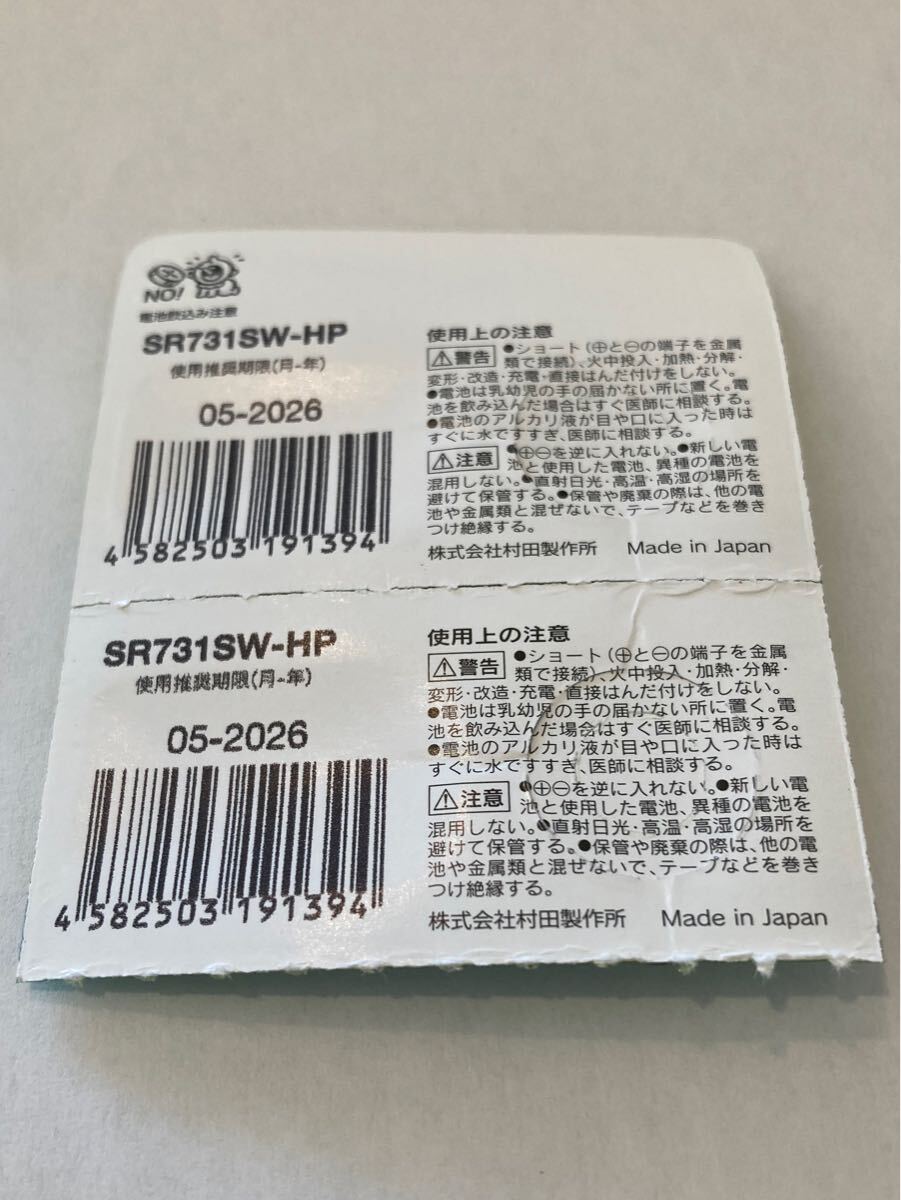 NO!
電池飲込み注意
SR731SW-HP
使用推奨期限(月-年)
05-2026
4 582503 191394
使用上の注意
⚠警告 ●ショート(⊕と⊖の端子を金属
類で接続)、火中投入・加熱・分解・
変形・改造・充電・直接はんだ付けをしない。
●電池は乳幼児の手の届かない所に置く。電
池を飲み込んだ場合はすぐ医師に相談する。
●電池のアルカリ液が目や口に入った時は
すぐに水ですすぎ、医師に相談する。
⚠注意 ●⊕⊖を逆に入れない。●新しい電
池と使用した電池、異種の電池を
混用しない。●直射日光・高温・高湿の場所を
避けて保管する。●保管や廃棄の際は、他の電
池や金属類と混ぜないで、テープなどを巻き
つけ絶縁する。
株式会社村田製作所 Made in Japan
SR731SW-HP
使用推奨期限(月-年)
05-2026
4 582503 191394
使用上の注意
⚠警告 ●ショート(⊕と⊖の端子を金属
類で接続)、火中投入・加熱・分解・
変形・改造・充電・直接はんだ付けをしない。
●電池は乳幼児の手の届かない所に置く。電
池を飲み込んだ場合はすぐ医師に相談する。
●電池のアルカリ液が目や口に入った時は
すぐに水ですすぎ、医師に相談する。
⚠注意 ●⊕⊖を逆に入れない。●新しい電
池と使用した電池、異種の電池を
混用しない。●直射日光・高温・高湿の場所を
避けて保管する。●保管や廃棄の際は、他の電
池や金属類と混ぜないで、テープなどを巻き
つけ絶縁する。
株式会社村田製作所 Made in Japan